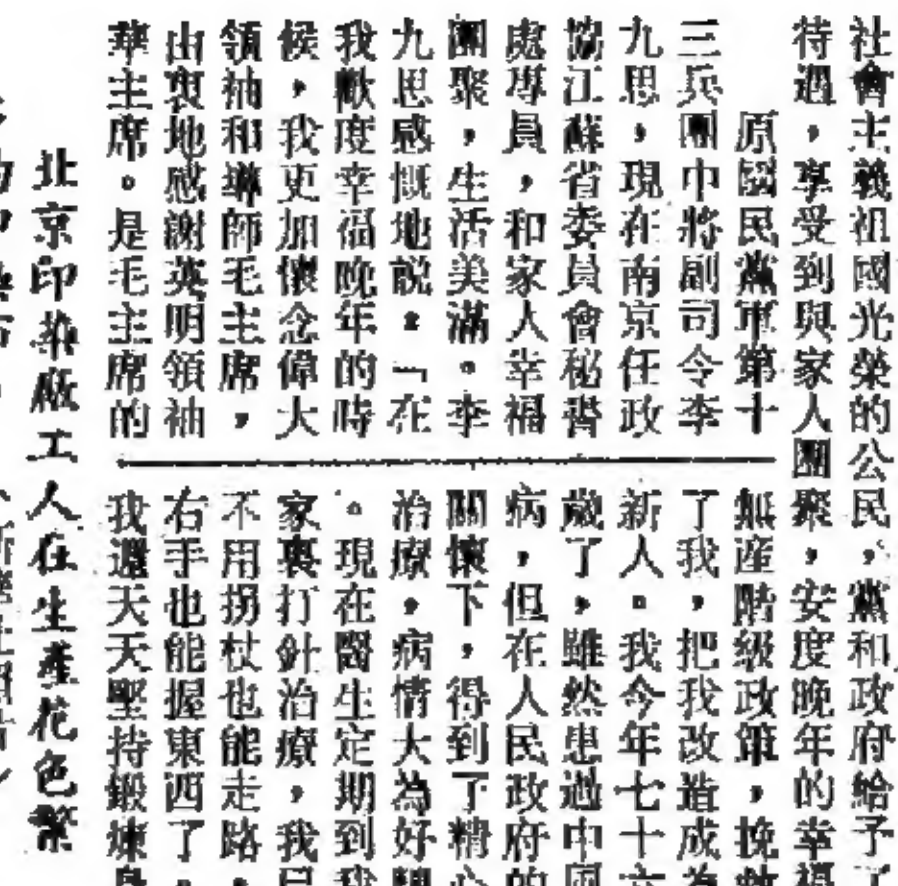 社會主義祖國光榮的公民，黨和政府給予了
待遇，享受到與家人團聚，安度晚年的幸福
原國民黨軍第十
三兵團中將副司令李
九思，現在南京任政
協江蘇省委員會秘書
處專員，和家人幸福
團聚，生活美滿。李
九思感慨地說：「在
我歡度幸福晚年的時
候，我更加懷念偉大
領袖和導師毛主席，
由衷地感謝英明領袖
華主席。是毛主席的
無產階級政策，挽救
了我，把我改造成為
新人。我今年七十六
歲了，雖然患過中風
病，但在人民政府的
關懷下，得到了精心
治療，病情大為好轉
。現在醫生定期到我
家裏打針治療，我已
不用拐杖也能走路，
右手也能握東西了，
我還天天堅持鍛煉身
北京印染廠工人在生產花色繁